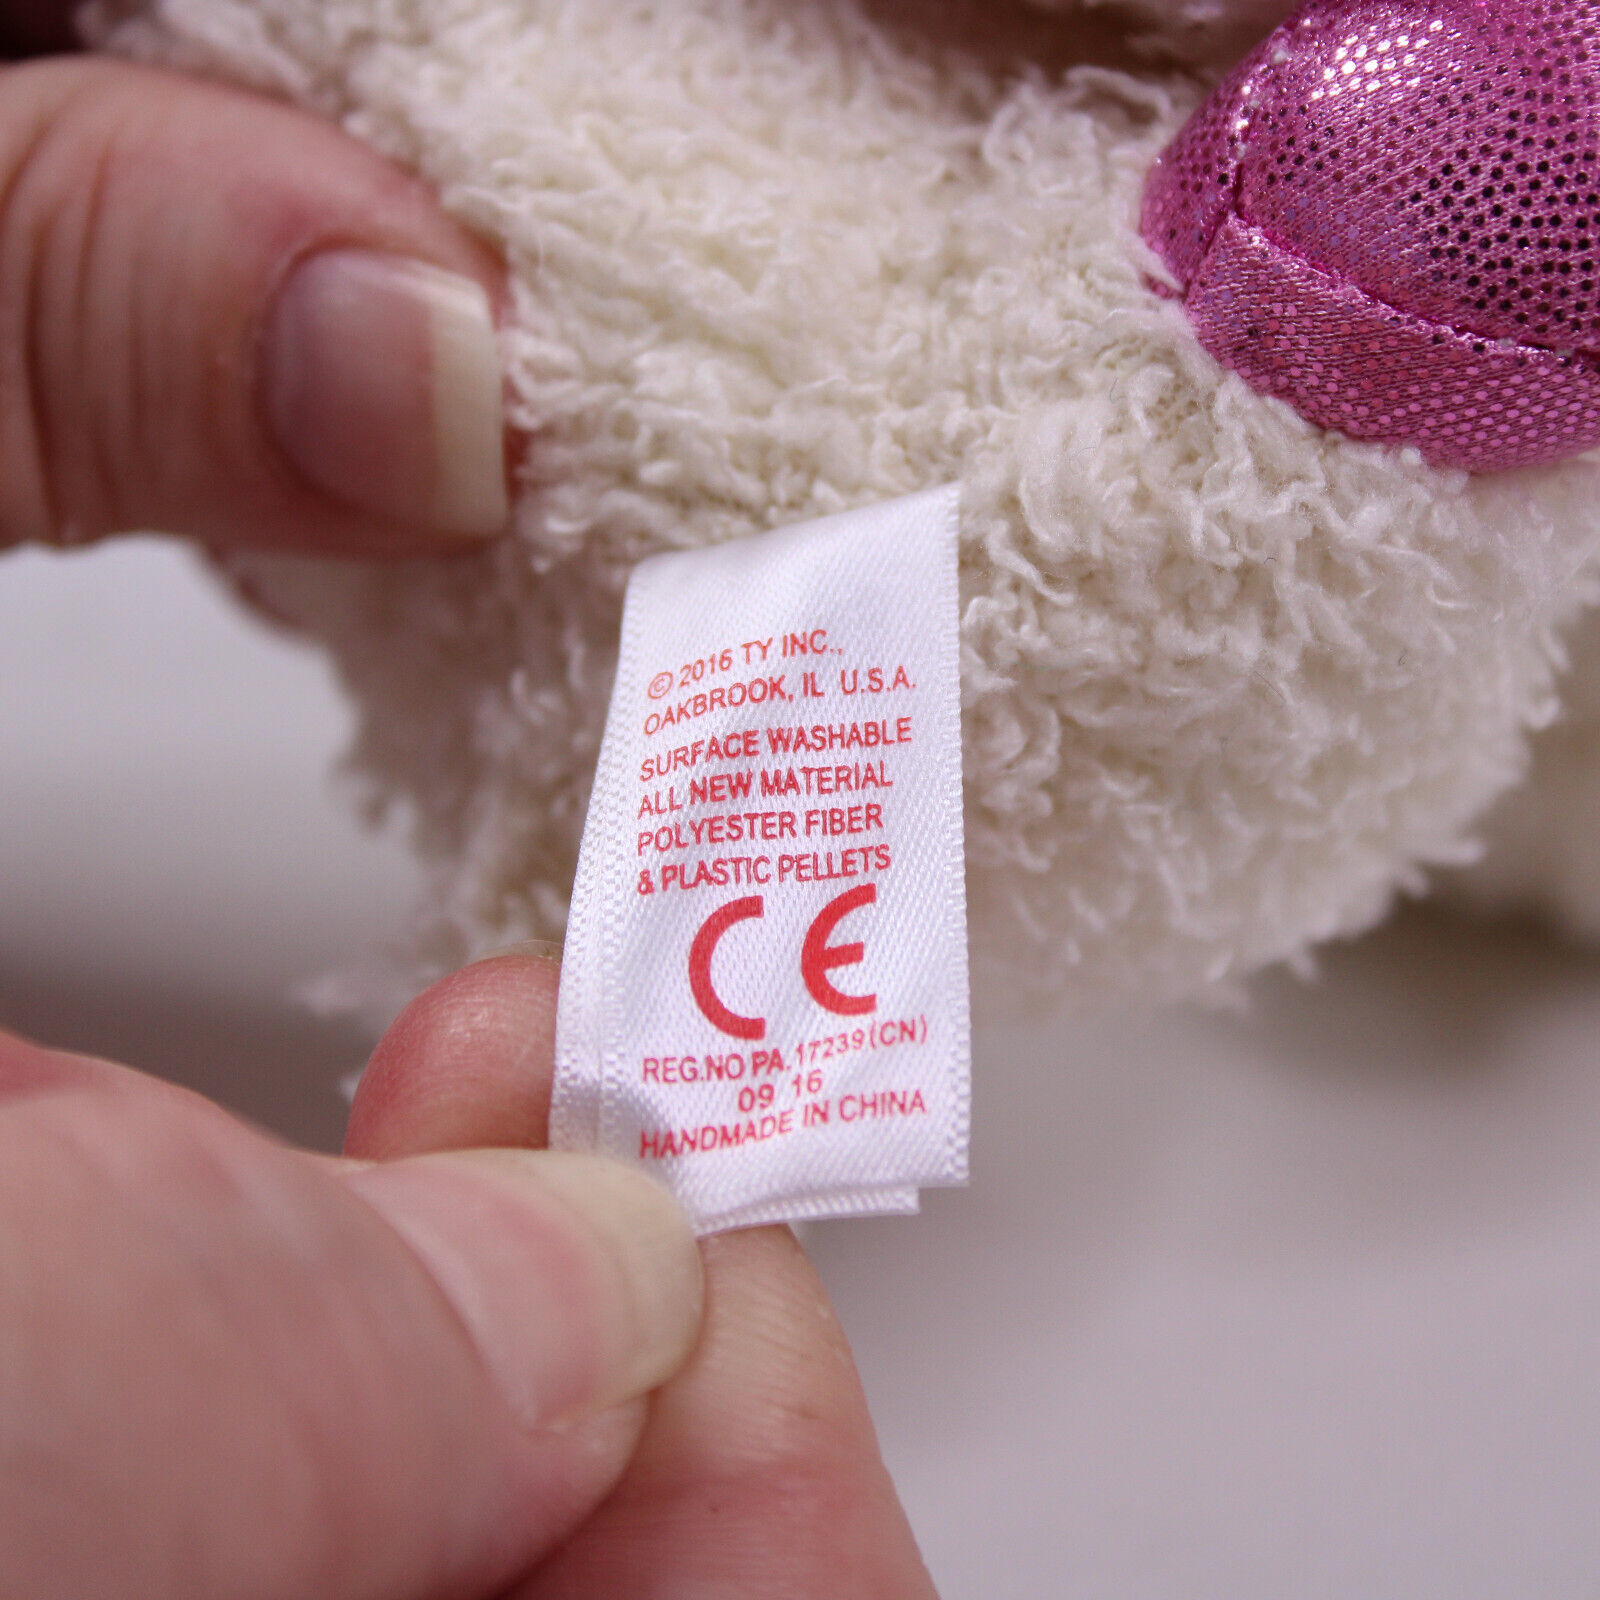 © 2016 TY INC.,
OAKBROOK, IL U.S.A.
SURFACE WASHABLE
ALL NEW MATERIAL
POLYESTER FIBER
& PLASTIC PELLETS
CE
REG.NO PA.17239(CN)
09 16
HANDMADE IN CHINA